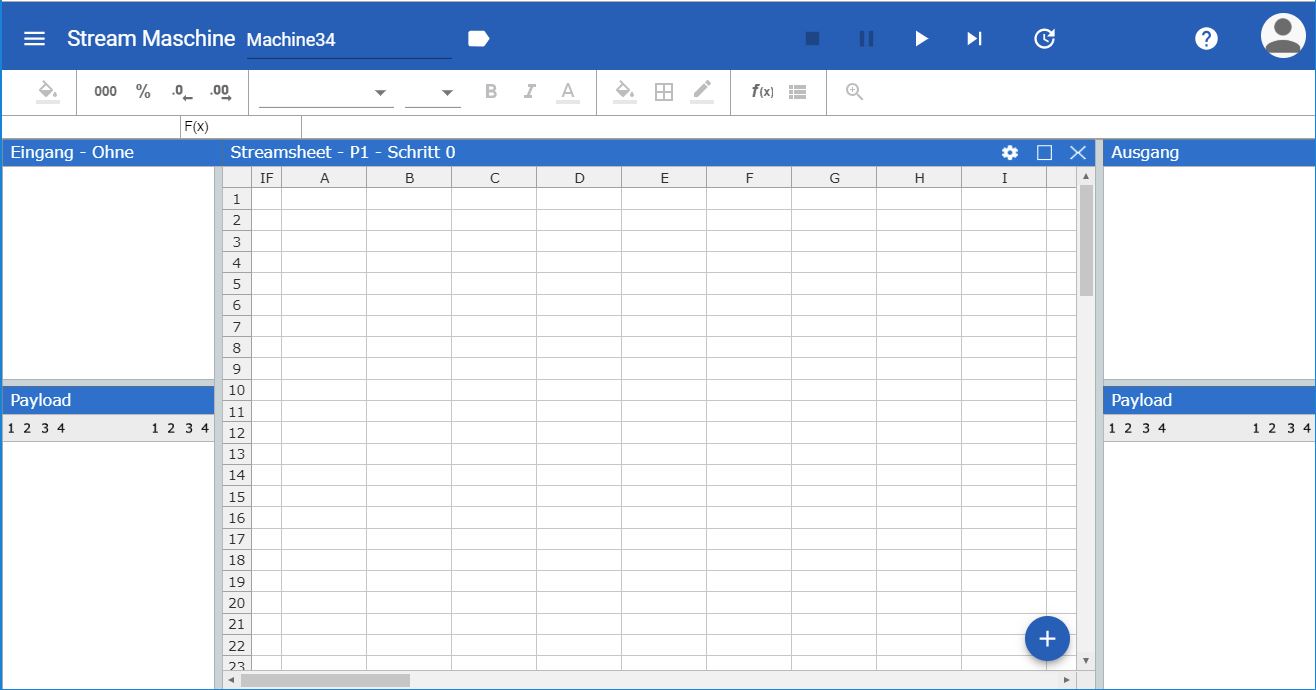 Stream Maschine Machine34
000 % .0 .00 B I A f(x)
F(x)
Eingang - Ohne
Streamsheet - P1 - Schritt 0
IF A B C D E F G H I
1
2
3
4
5
6
7
8
9
10
11
12
13
14
15
16
17
18
19
20
21
22
23
Payload
1 2 3 4 1 2 3 4
Ausgang
Payload
1 2 3 4 1 2 3 4